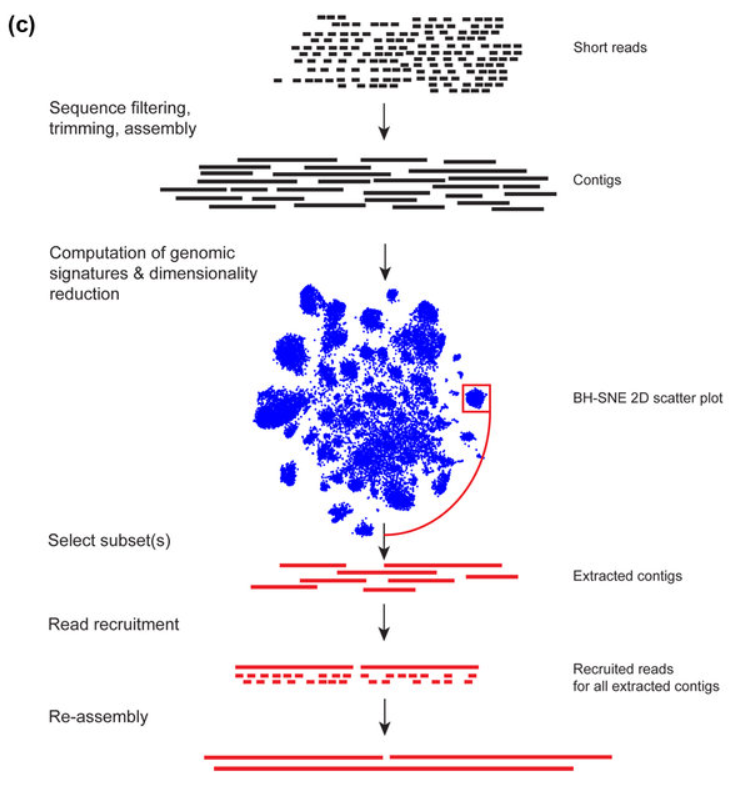 (c)
Short reads
Sequence filtering,
trimming, assembly
Contigs
Computation of genomic
signatures & dimensionality
reduction
BH-SNE 2D scatter plot
Select subset(s)
Extracted contigs
Read recruitment
Recruited reads
for all extracted contigs
Re-assembly